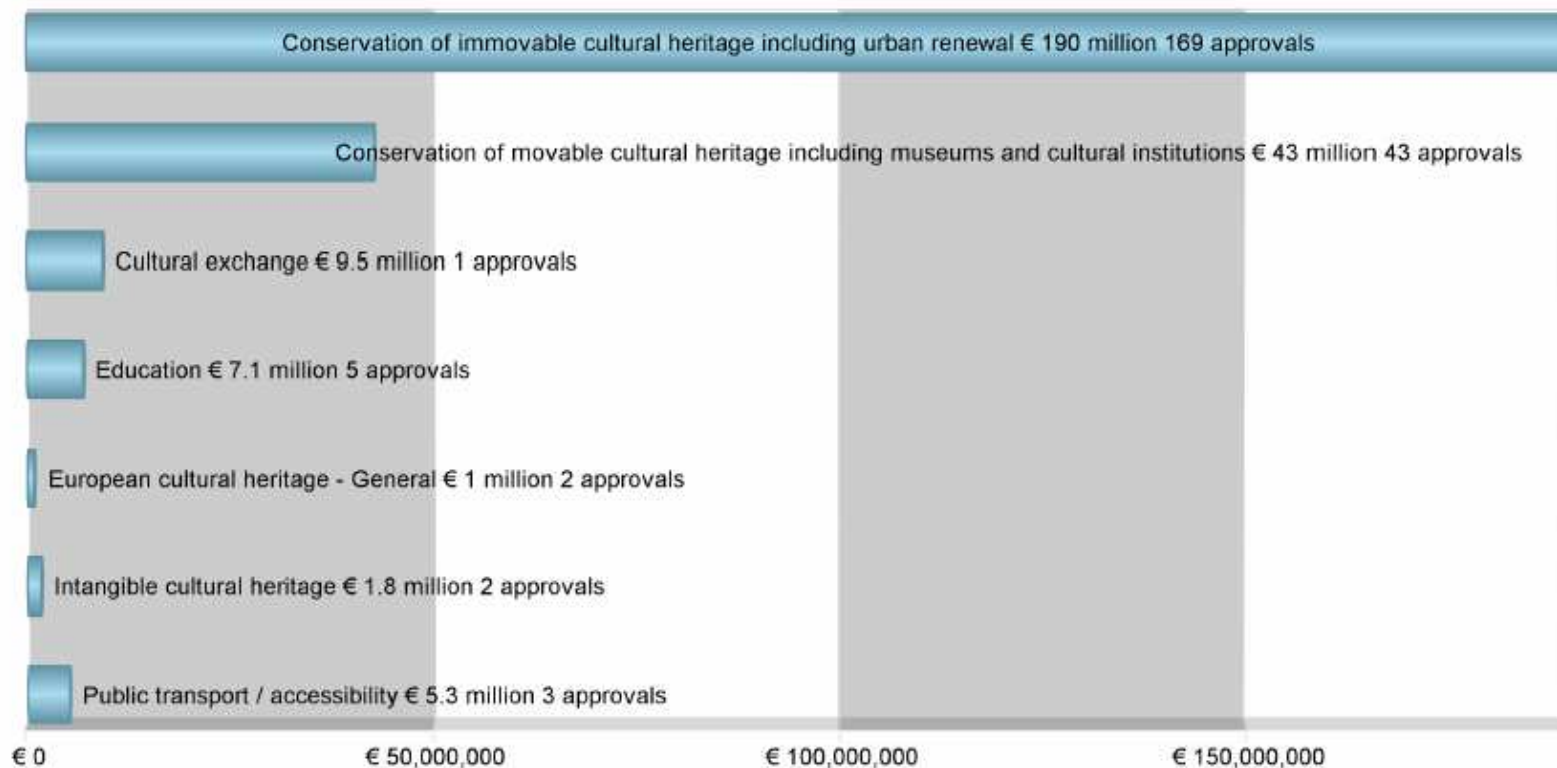 Conservation of immovable cultural heritage including urban renewal € 190 million 169 approvals
Conservation of movable cultural heritage including museums and cultural institutions € 43 million 43 approvals
Cultural exchange € 9.5 million 1 approvals
Education € 7.1 million 5 approvals
European cultural heritage - General € 1 million 2 approvals
Intangible cultural heritage € 1.8 million 2 approvals
Public transport / accessibility € 5.3 million 3 approvals
€ 0 € 50,000,000 € 100,000,000 € 150,000,000